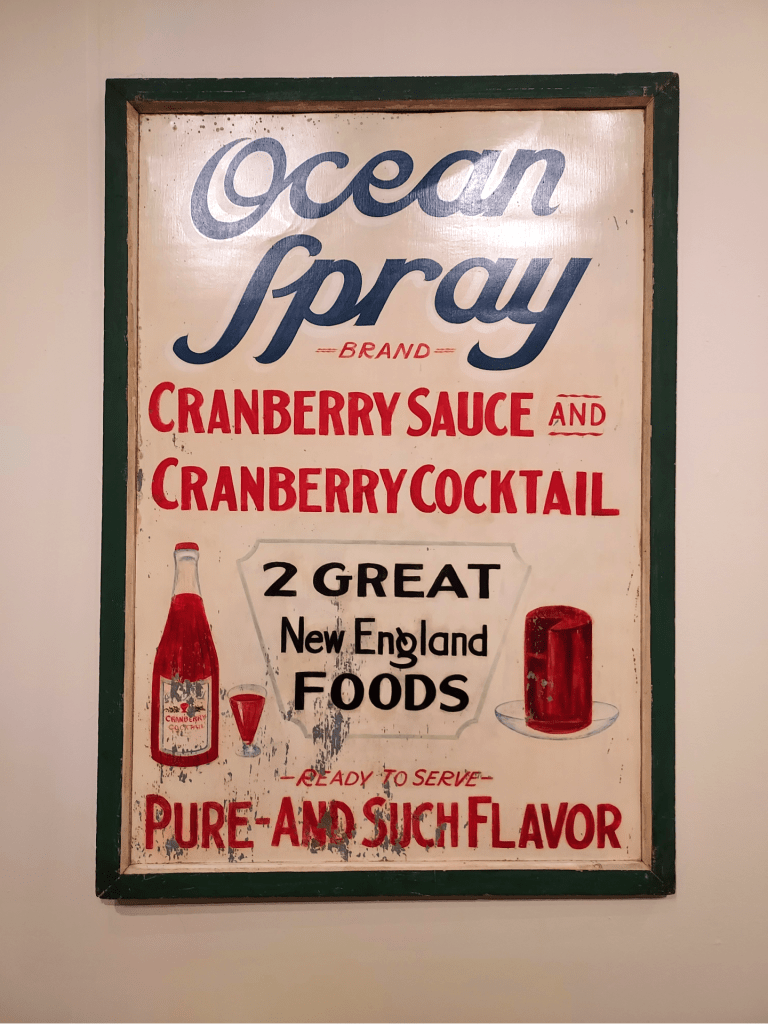 Ocean
Spray
BRAND
CRANBERRY SAUCE AND
CRANBERRY COCKTAIL
2 GREAT
New England
FOODS
CRANBERRY
COCKTAIL
-READY TO SERVE-
PURE-AND SUCH FLAVOR